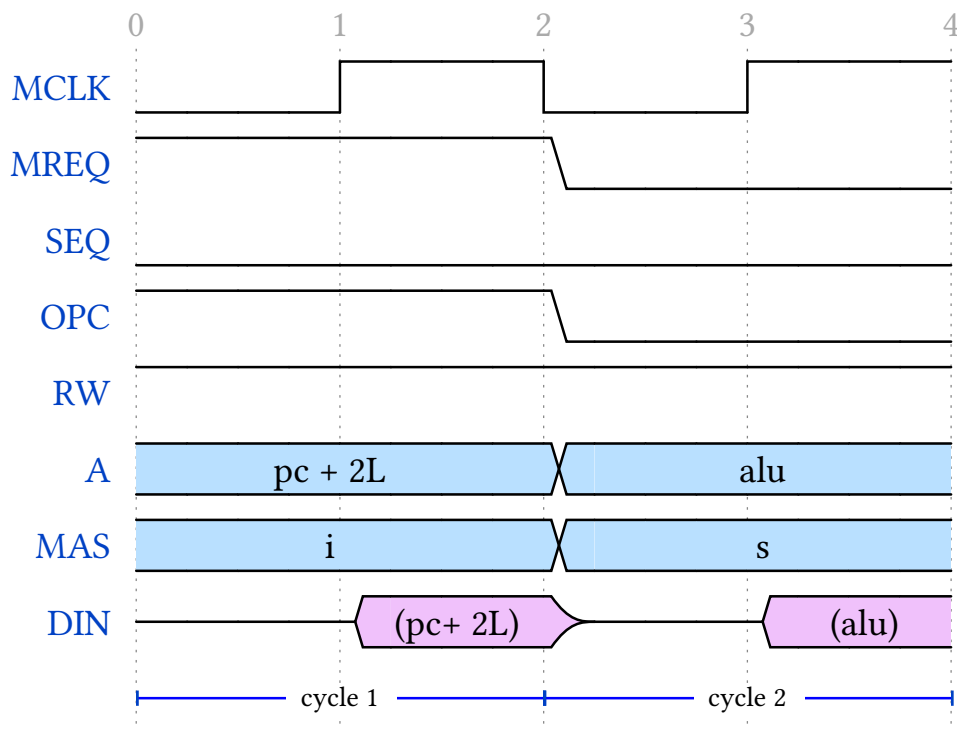 0 1 2 3 4
MCLK
MREQ
SEQ
OPC
RW
A pc + 2L alu
MAS i s
DIN (pc+ 2L) (alu)
cycle 1 cycle 2